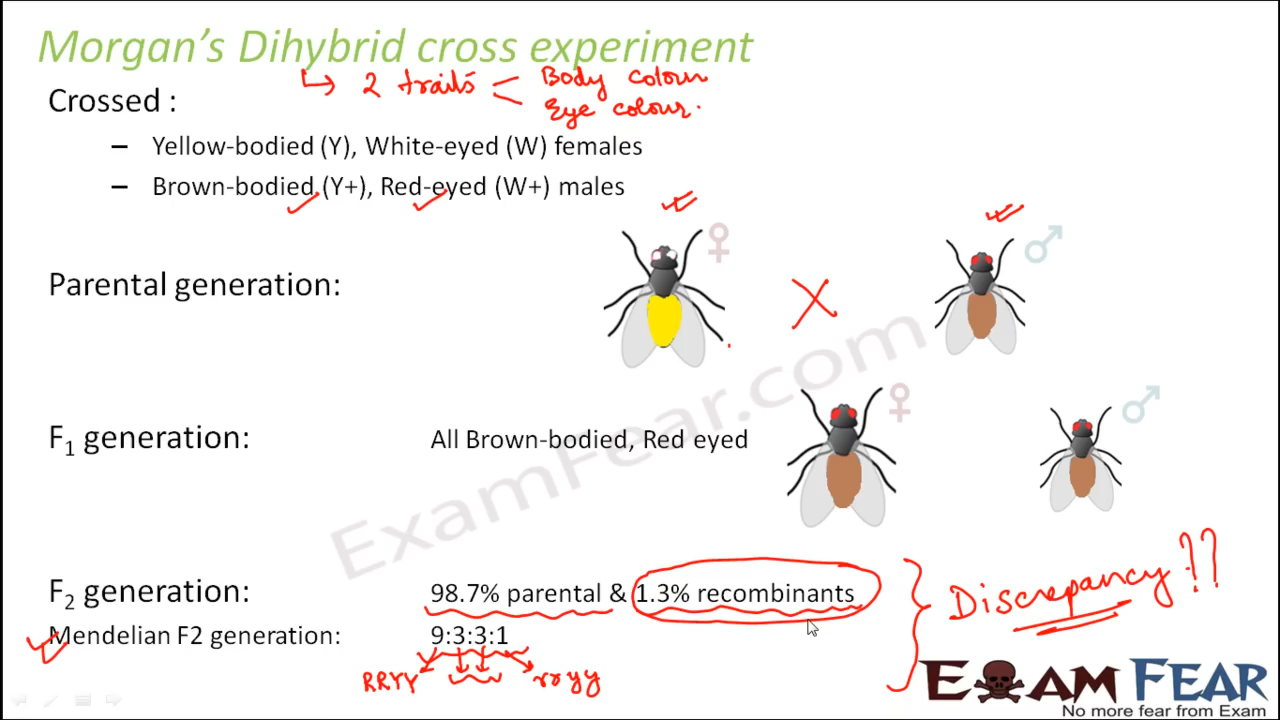 Morgan's Dihybrid cross experiment
↳ 2 traits
Body colour
Eye colour.
Crossed :
– Yellow-bodied (Y), White-eyed (W) females
– Brown-bodied (Y+), Red-eyed (W+) males
♀ ♂
Parental generation:
X
♀ ♂
F₁ generation: All Brown-bodied, Red eyed
F₂ generation: 98.7% parental & 1.3% recombinants
Discrepancy ??
Mendelian F2 generation: 9:3:3:1
RRYY rryy
ExamFear.com
EXAM FEAR
No more fear from Exam